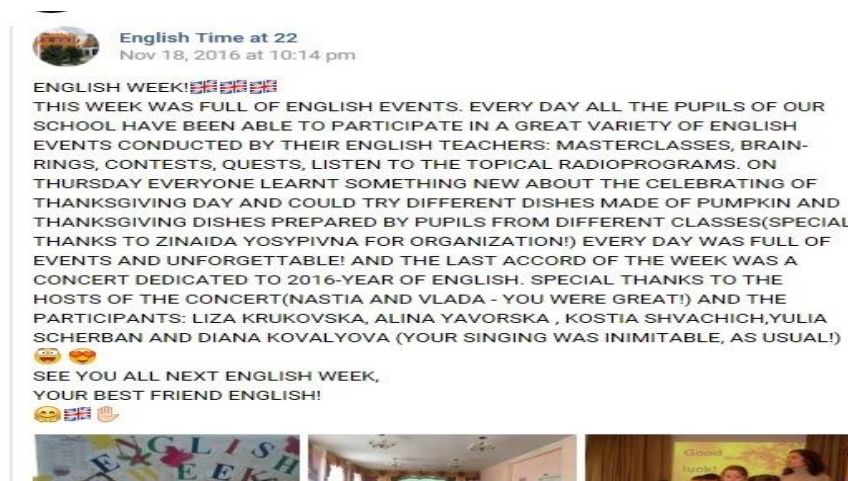 English Time at 22
Nov 18, 2016 at 10:14 pm
ENGLISH WEEK!🇬🇧🇬🇧🇬🇧
THIS WEEK WAS FULL OF ENGLISH EVENTS. EVERY DAY ALL THE PUPILS OF OUR
SCHOOL HAVE BEEN ABLE TO PARTICIPATE IN A GREAT VARIETY OF ENGLISH
EVENTS CONDUCTED BY THEIR ENGLISH TEACHERS: MASTERCLASSES, BRAIN-
RINGS, CONTESTS, QUESTS, LISTEN TO THE TOPICAL RADIOPROGRAMS. ON
THURSDAY EVERYONE LEARNT SOMETHING NEW ABOUT THE CELEBRATING OF
THANKSGIVING DAY AND COULD TRY DIFFERENT DISHES MADE OF PUMPKIN AND
THANKSGIVING DISHES PREPARED BY PUPILS FROM DIFFERENT CLASSES(SPECIAL
THANKS TO ZINAIDA YOSYPIVNA FOR ORGANIZATION!) EVERY DAY WAS FULL OF
EVENTS AND UNFORGETTABLE! AND THE LAST ACCORD OF THE WEEK WAS A
CONCERT DEDICATED TO 2016-YEAR OF ENGLISH. SPECIAL THANKS TO THE
HOSTS OF THE CONCERT(NASTIA AND VLADA - YOU WERE GREAT!) AND THE
PARTICIPANTS: LIZA KRUKOVSKA, ALINA YAVORSKA , KOSTIA SHVACHICH,YULIA
SCHERBAN AND DIANA KOVALYOVA (YOUR SINGING WAS INIMITABLE, AS USUAL!)
SEE YOU ALL NEXT ENGLISH WEEK,
YOUR BEST FRIEND ENGLISH!
ENGLISH
WEEK
Good
luck!